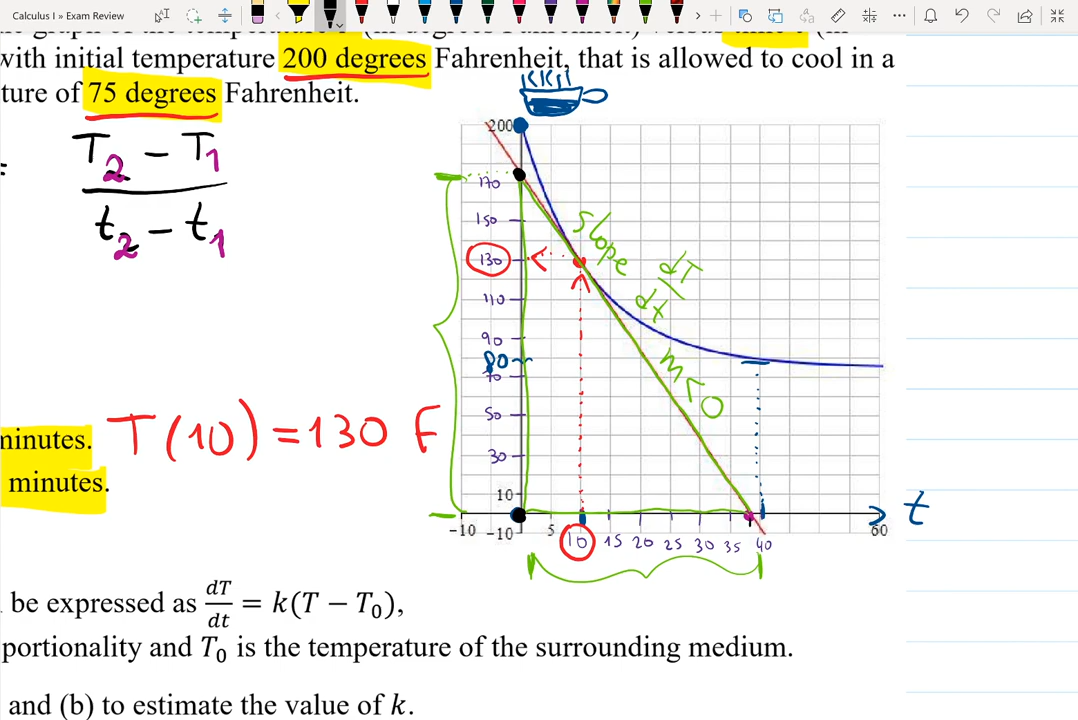 Calculus I » Exam Review
with initial temperature 200 degrees Fahrenheit, that is allowed to cool in a
ture of 75 degrees Fahrenheit.
= T2 − T1
t2 − t1
200
170
150
130
110
90
80
70
50
30
10
−10
−10 5 10 15 20 25 30 35 40 60
t
slope
dT
dt
m<0
minutes. T(10) = 130 F
minutes.
be expressed as dT/dt = k(T − T0),
portionality and T0 is the temperature of the surrounding medium.
and (b) to estimate the value of k.